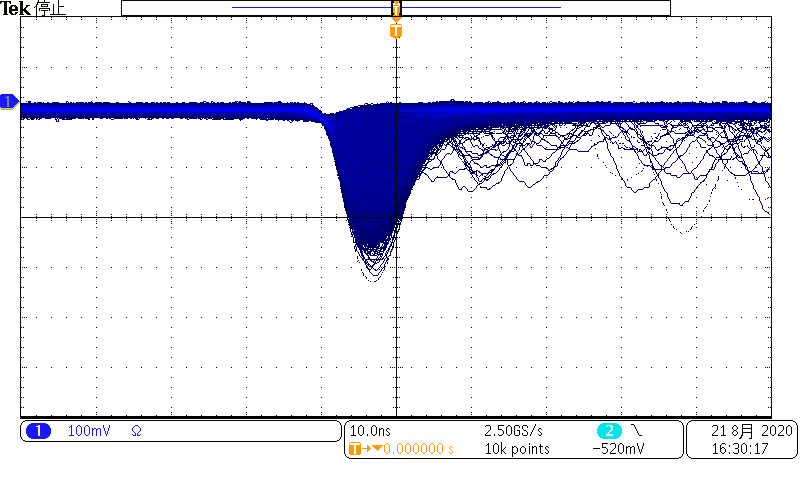 Tek 停止
T
T
1
1 100mV Ω
10.0ns 2.50GS/s 2
T→▼0.000000 s 10k points −520mV
21 8月 2020
16:30:17